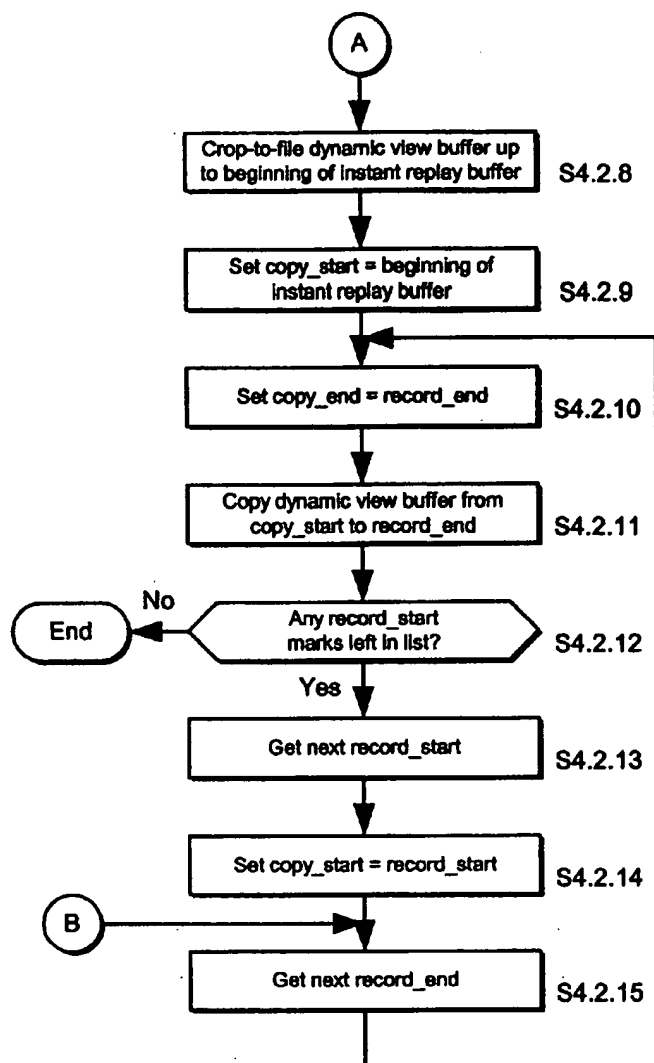 A
Crop-to-file dynamic view buffer up
to beginning of instant replay buffer
S4.2.8
Set copy_start = beginning of
instant replay buffer
S4.2.9
Set copy_end = record_end
S4.2.10
Copy dynamic view buffer from
copy_start to record_end
S4.2.11
No
End
Any record_start
marks left in list?
S4.2.12
Yes
Get next record_start
S4.2.13
Set copy_start = record_start
S4.2.14
B
Get next record_end
S4.2.15